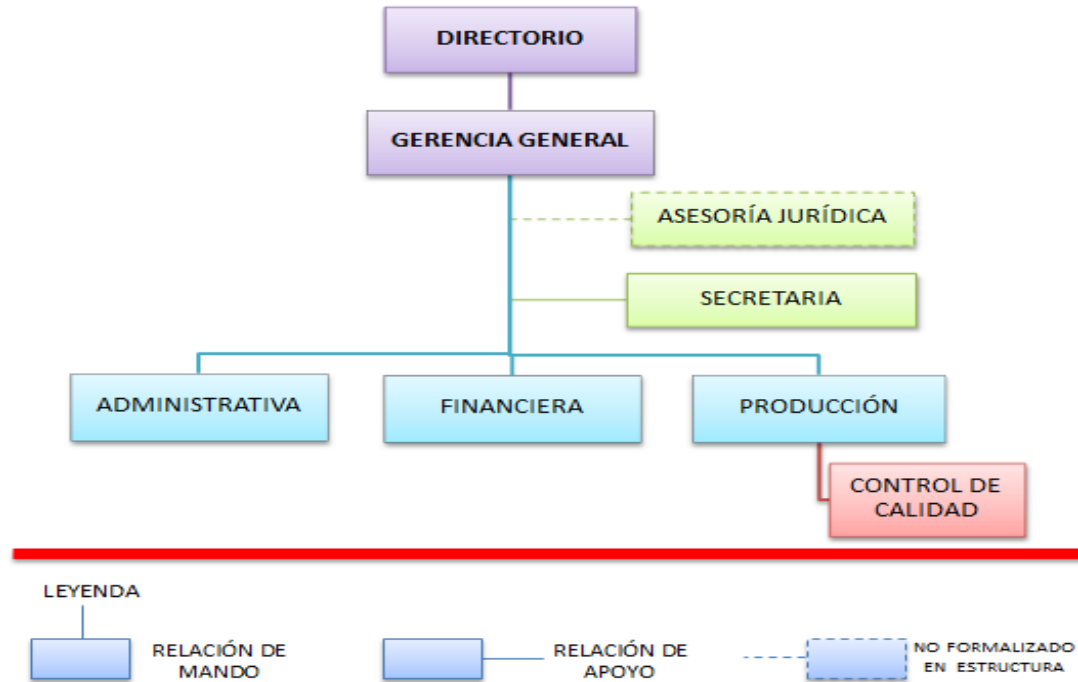 DIRECTORIO
GERENCIA GENERAL
ASESORÍA JURÍDICA
SECRETARIA
ADMINISTRATIVA
FINANCIERA
PRODUCCIÓN
CONTROL DE
CALIDAD
LEYENDA
RELACIÓN DE
MANDO
RELACIÓN DE
APOYO
NO FORMALIZADO
EN ESTRUCTURA